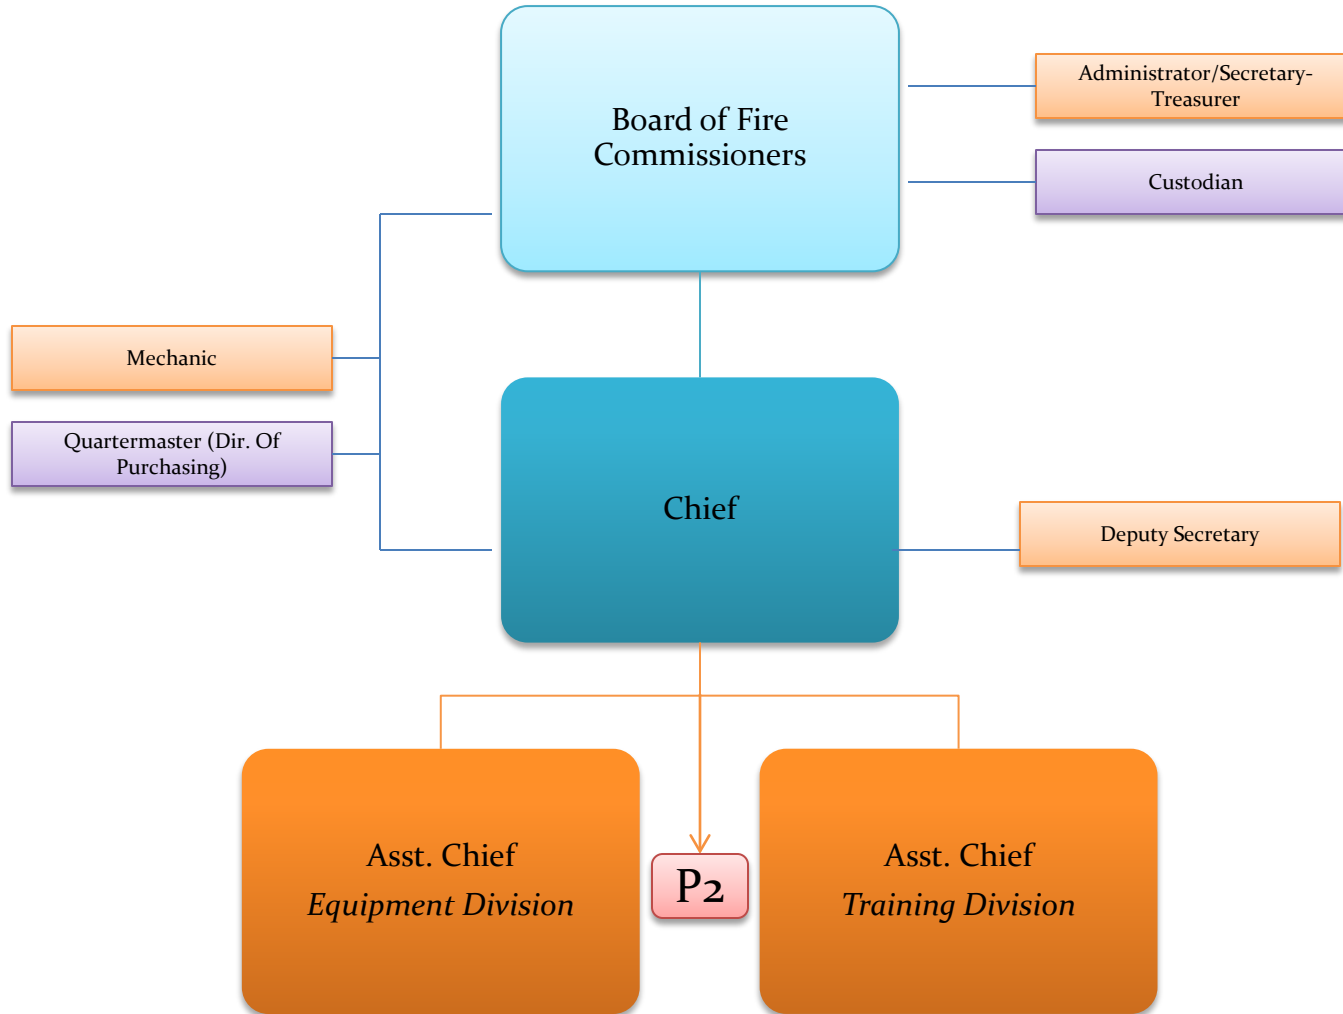 Board of Fire
Commissioners
Administrator/Secretary-
Treasurer
Custodian
Mechanic
Quartermaster (Dir. Of
Purchasing)
Chief
Deputy Secretary
Asst. Chief
Equipment Division
P2
Asst. Chief
Training Division